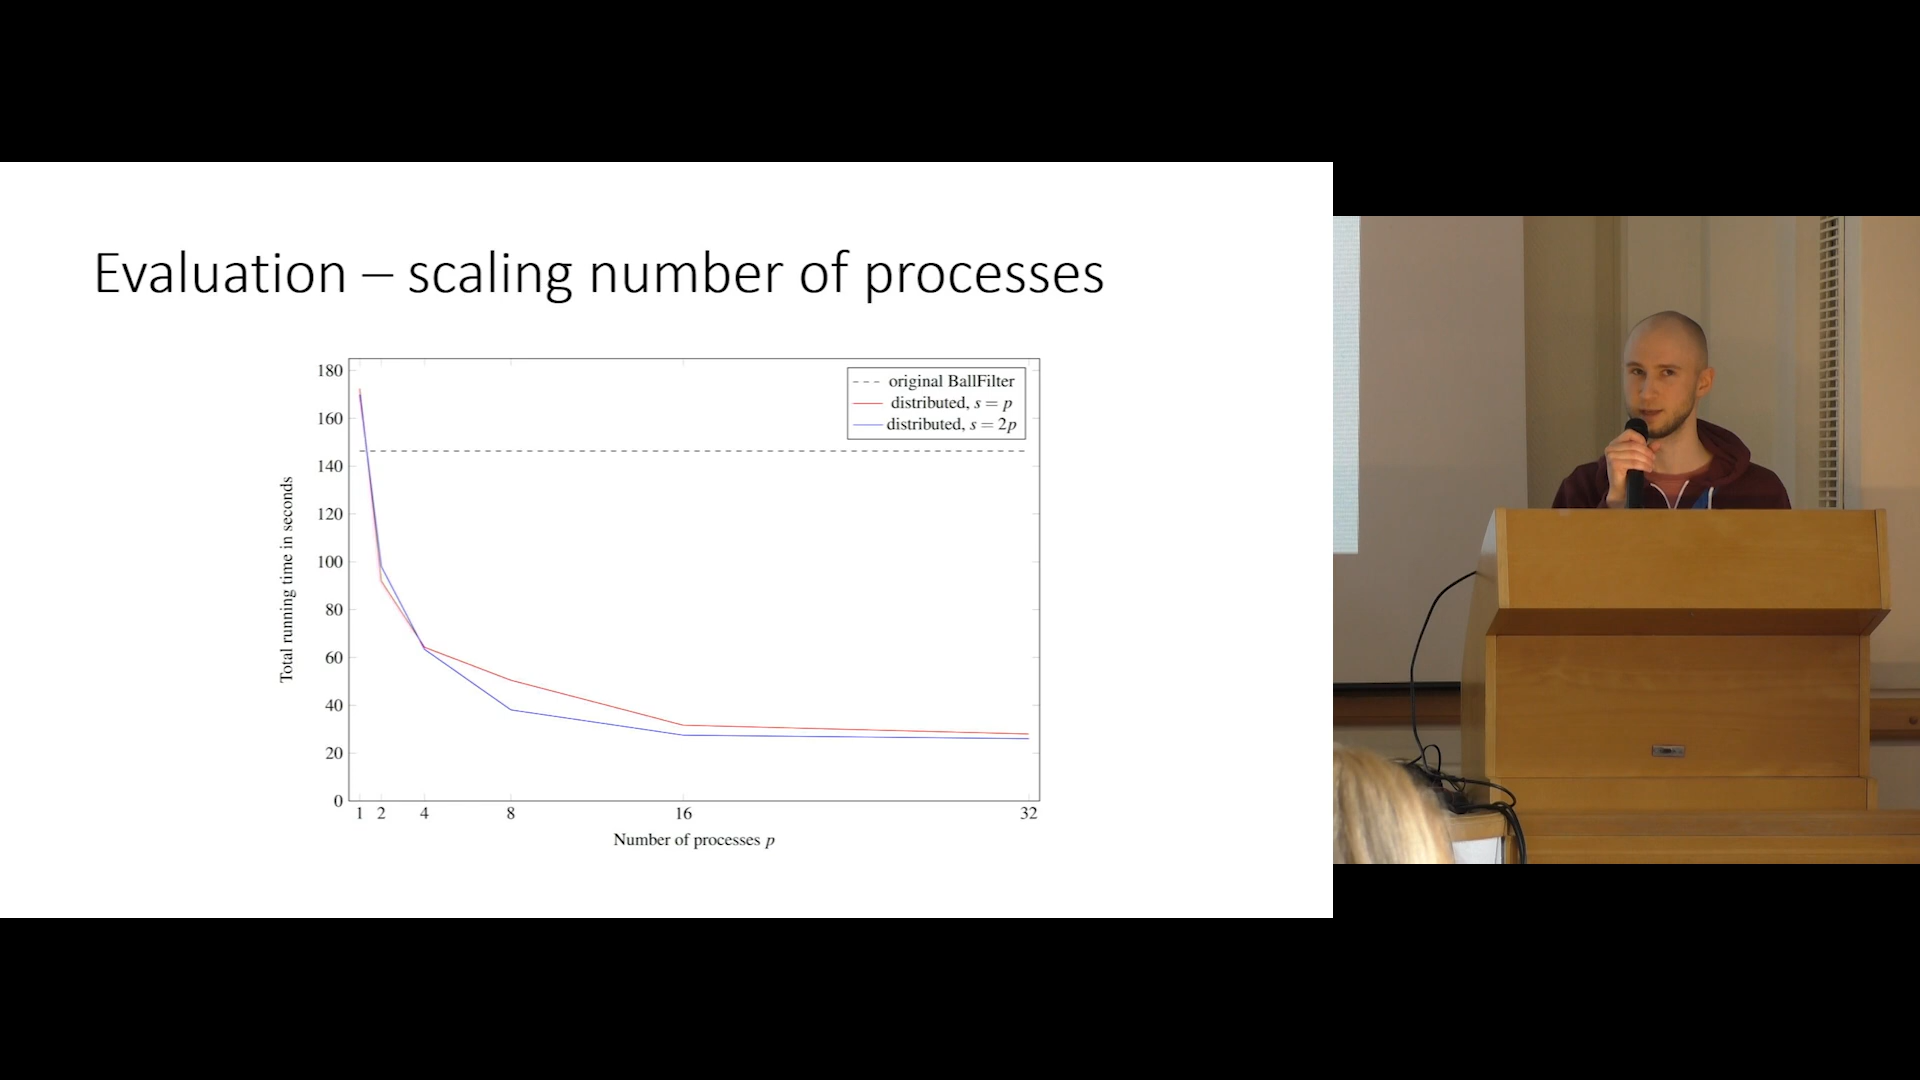 Evaluation – scaling number of processes
original BallFilter
distributed, s = p
distributed, s = 2p
Total running time in seconds
180
160
140
120
100
80
60
40
20
0
1 2 4 8 16 32
Number of processes p